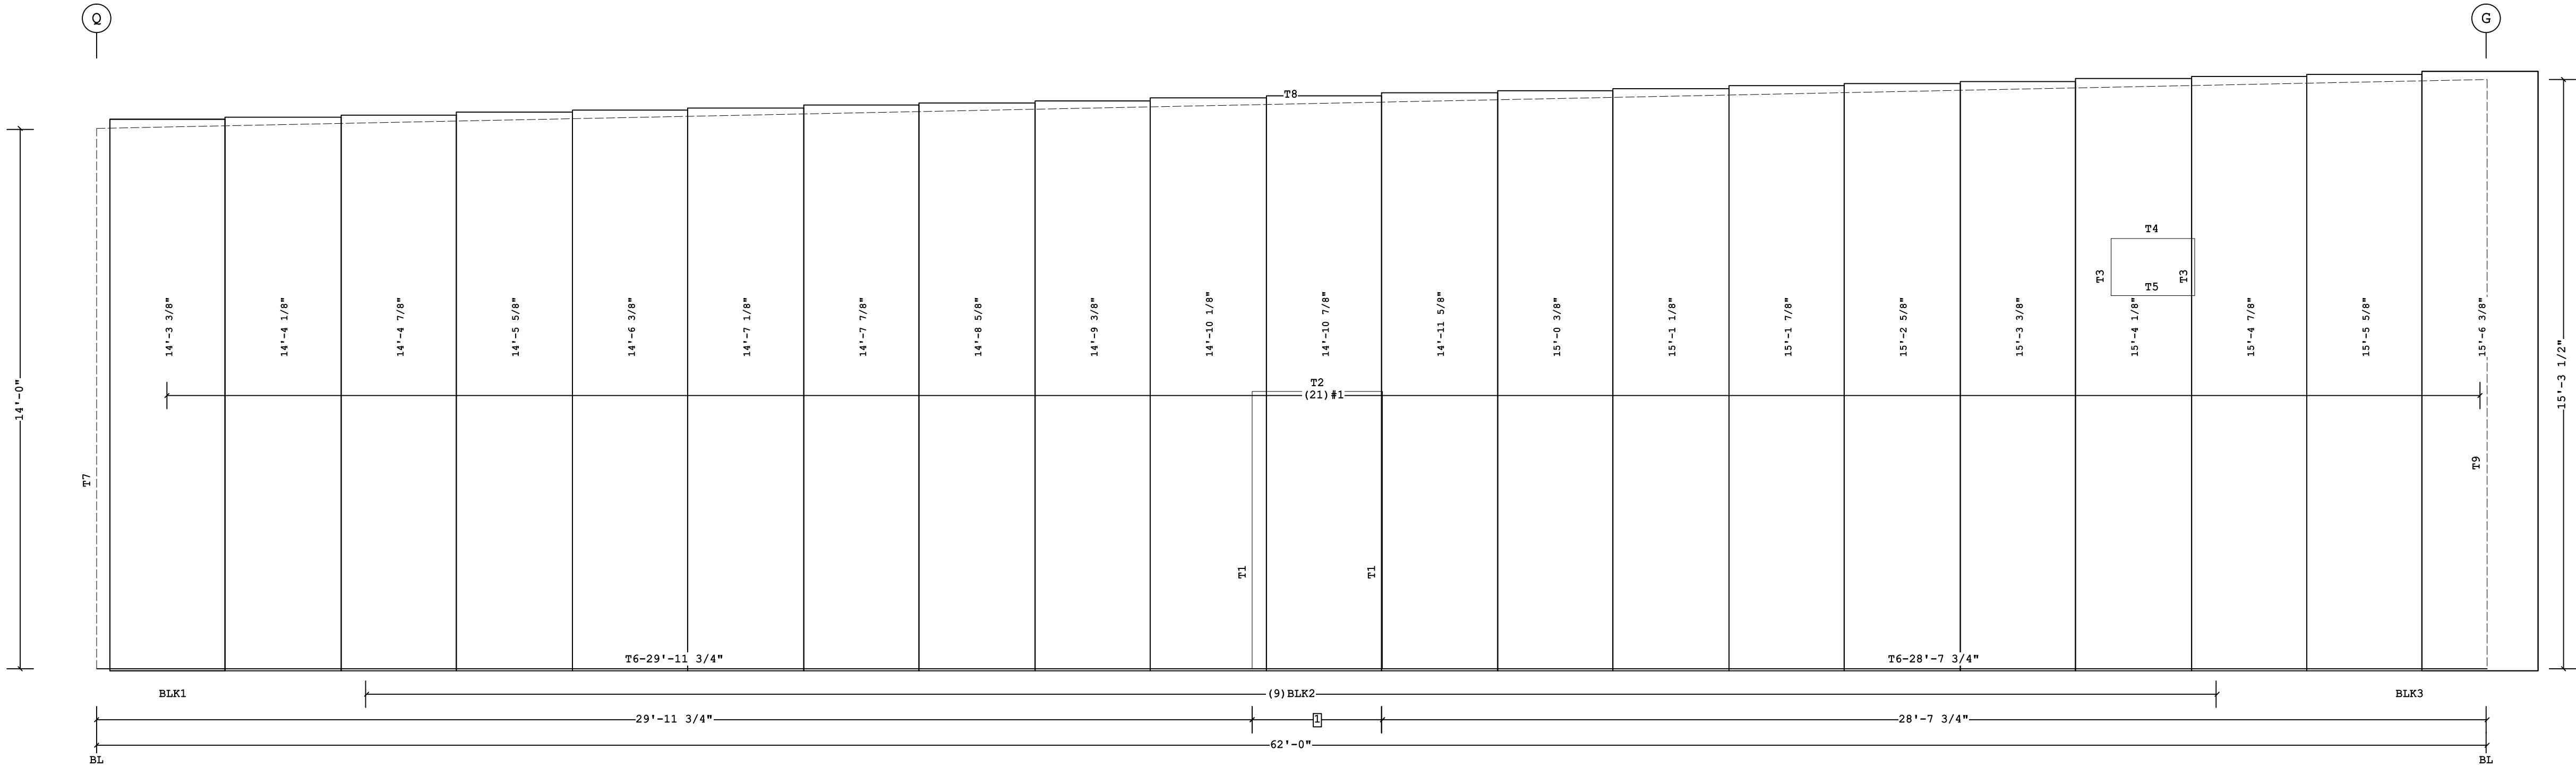 Q
G
T8
T4
T3
T3
T5
14'-3 3/8"
14'-4 1/8"
14'-4 7/8"
14'-5 5/8"
14'-6 3/8"
14'-7 1/8"
14'-7 7/8"
14'-8 5/8"
14'-9 3/8"
14'-10 1/8"
14'-10 7/8"
14'-11 5/8"
15'-0 3/8"
15'-1 1/8"
15'-1 7/8"
15'-2 5/8"
15'-3 3/8"
15'-4 1/8"
15'-4 7/8"
15'-5 5/8"
15'-6 3/8"
14'-0"
15'-3 1/2"
T2
(21)#1
T7
T9
T1
T1
T6-29'-11 3/4"
T6-28'-7 3/4"
BLK1
(9)BLK2
BLK3
29'-11 3/4"
1
28'-7 3/4"
62'-0"
BL
BL